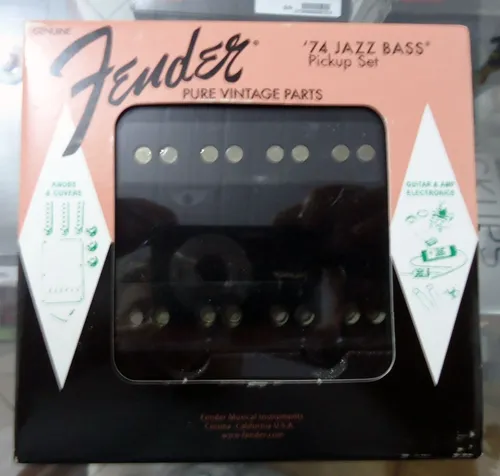 GENUINE
Fender®
'74 JAZZ BASS®
Pickup Set
PURE VINTAGE PARTS
KNOBS
& COVERS
GUITAR & AMP
ELECTRONICS
Fender Musical Instruments
Corona, California U.S.A.
www.fender.com